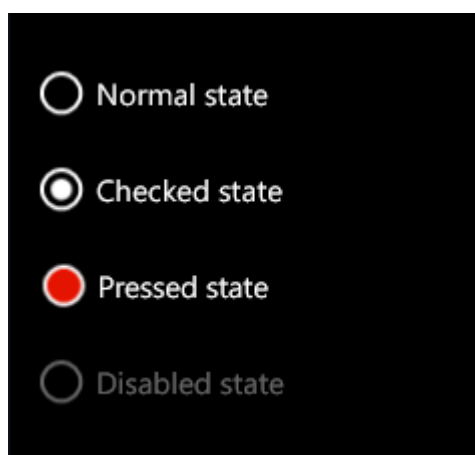 Normal state
Checked state
Pressed state
Disabled state